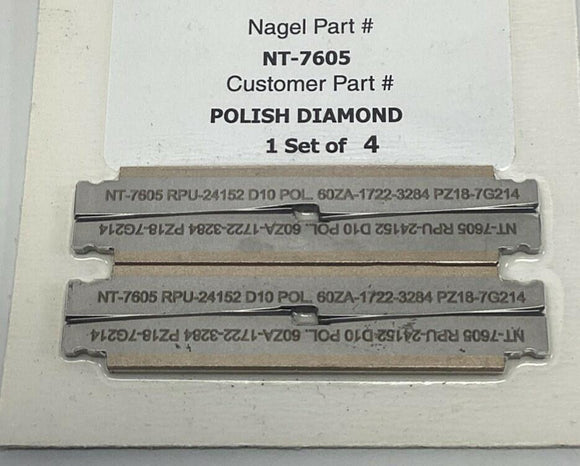 Nagel Part #
NT-7605
Customer Part #
POLISH DIAMOND
1 Set of 4
NT-7605 RPU-24152 D10 POL. 60ZA-1722-3284 PZ18-7G214
NT-7605 RPU-24152 D10 POL. 60ZA-1722-3284 PZ18-7G214
NT-7605 RPU-24152 D10 POL. 60ZA-1722-3284 PZ18-7G214
NT-7605 RPU-24152 D10 POL. 60ZA-1722-3284 PZ18-7G214